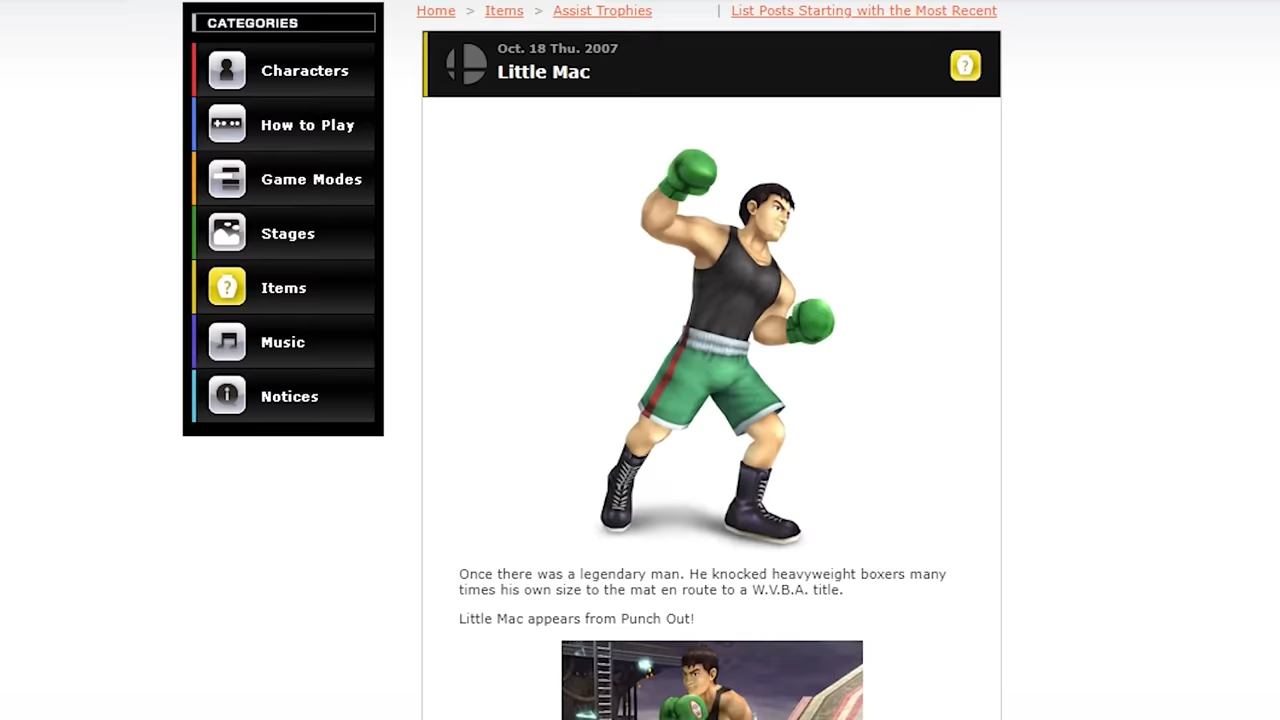 Home > Items > Assist Trophies | List Posts Starting with the Most Recent
CATEGORIES
Characters
How to Play
Game Modes
Stages
Items
Music
Notices
Oct. 18 Thu. 2007
Little Mac
Once there was a legendary man. He knocked heavyweight boxers many
times his own size to the mat en route to a W.V.B.A. title.
Little Mac appears from Punch Out!